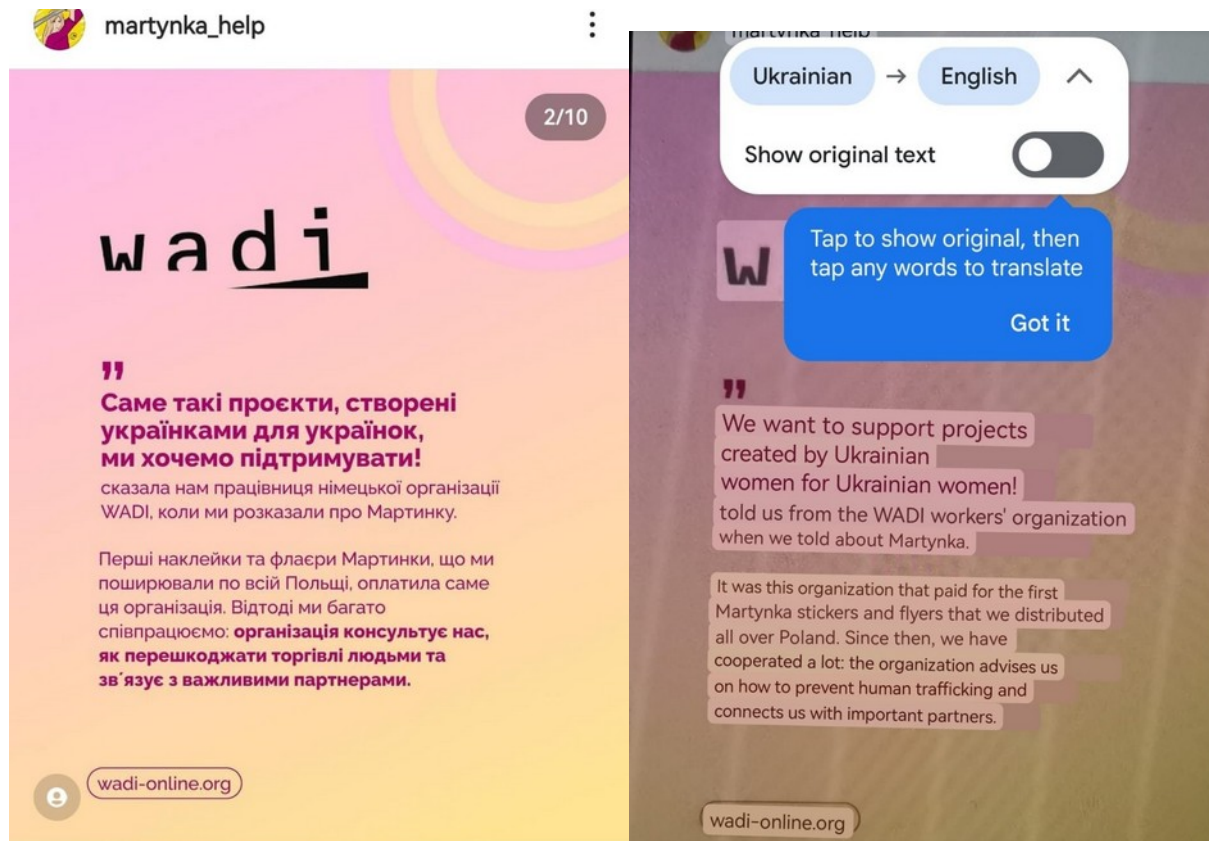 martynka_help
2/10
wadi
"
Саме такі проєкти, створені
українками для українок,
ми хочемо підтримувати!
сказала нам працівниця німецької організації
WADI, коли ми розказали про Мартинку.
Перші наклейки та флаєри Мартинки, що ми
поширювали по всій Польщі, оплатила саме
ця організація. Відтоді ми багато
співпрацюємо: організація консультує нас,
як перешкоджати торгівлі людьми та
зв´язує з важливими партнерами.
wadi-online.org
martynka help
Ukrainian → English
Show original text
Tap to show original, then
tap any words to translate
Got it
W
"
We want to support projects
created by Ukrainian
women for Ukrainian women!
told us from the WADI workers' organization
when we told about Martynka.
It was this organization that paid for the first
Martynka stickers and flyers that we distributed
all over Poland. Since then, we have
cooperated a lot: the organization advises us
on how to prevent human trafficking and
connects us with important partners.
wadi-online.org